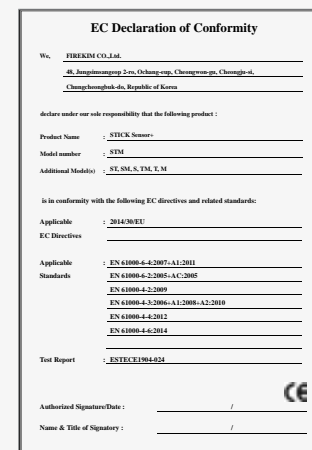 EC Declaration of Conformity
We, FIREKIM CO.,Ltd.
48, Jungsimsangeop 2-ro, Ochang-eup, Cheongwon-gu, Cheongju-si,
Chungcheongbuk-do, Republic of Korea
declare under our sole responsibility that the following product :
Product Name : STICK Sensor+
Model number : STM
Additional Model(s) : ST, SM, S, TM, T, M
is in conformity with the following EC directives and related standards:
Applicable : 2014/30/EU
EC Directives
Applicable : EN 61000-6-4:2007+A1:2011
Standards EN 61000-6-2:2005+AC:2005
EN 61000-4-2:2009
EN 61000-4-3:2006+A1:2008+A2:2010
EN 61000-4-4:2012
EN 61000-4-6:2014
Test Report : ESTECE1904-024
CE
Authorized Signature/Date : /
Name & Title of Signatory : /